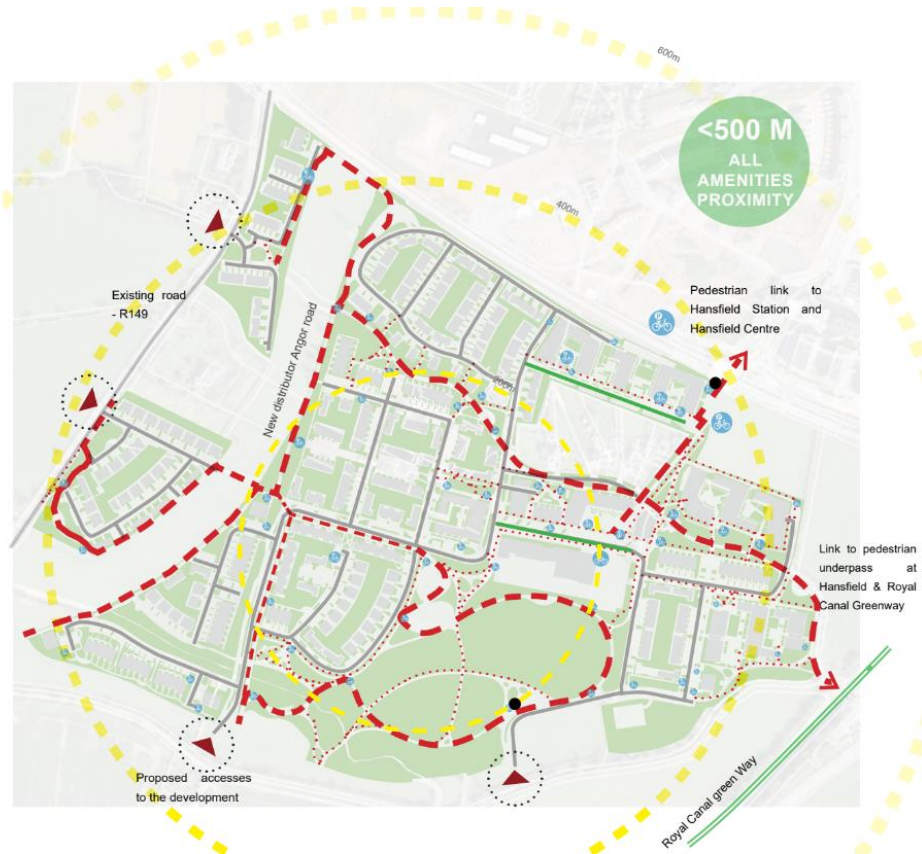 600m
<500 M
ALL
AMENITIES
PROXIMITY
400m
Pedestrian link to
Hansfield Station and
Hansfield Centre
P
Existing road
- R149
New distributor Angor road
200m
P
Link to pedestrian
underpass at
Hansfield & Royal
Canal Greenway
Proposed accesses
to the development
Royal Canal green Way